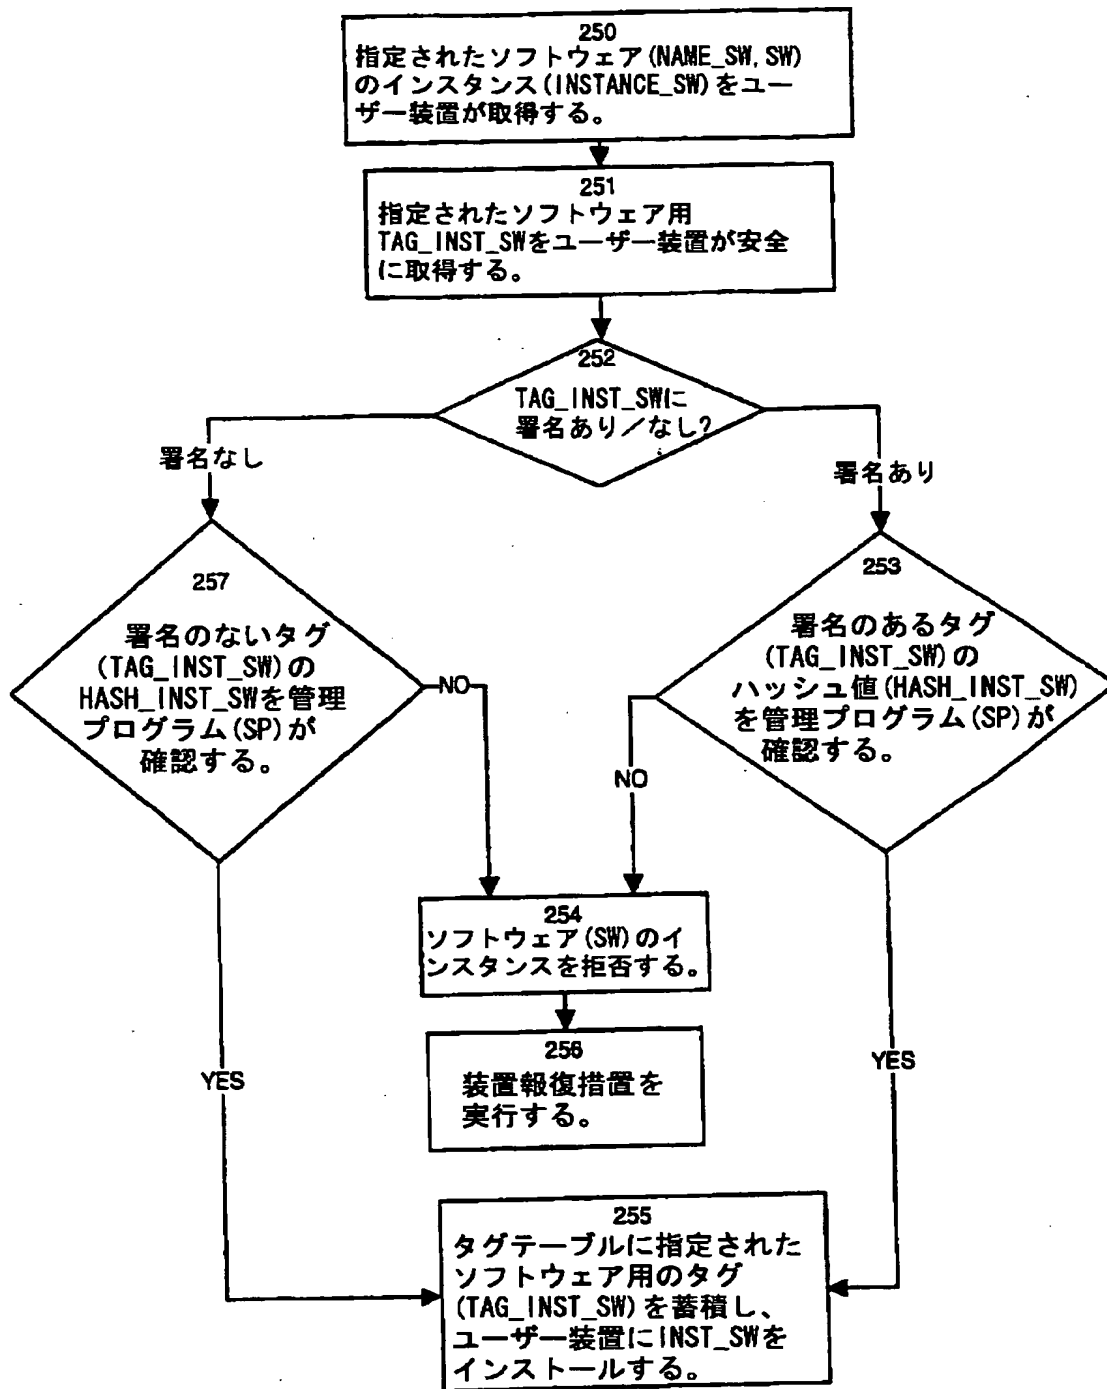 250
指定されたソフトウェア(NAME_SW,SW)
のインスタンス(INSTANCE_SW)をユー
ザー装置が取得する。
251
指定されたソフトウェア用
TAG_INST_SWをユーザー装置が安全
に取得する。
252
TAG_INST_SWに
署名あり／なし?
署名なし
署名あり
257
署名のないタグ
(TAG_INST_SW)の
HASH_INST_SWを管理
プログラム(SP)が
確認する。
253
署名のあるタグ
(TAG_INST_SW)の
ハッシュ値(HASH_INST_SW)
を管理プログラム(SP)が
確認する。
NO
NO
254
ソフトウェア(SW)のイ
ンスタンスを拒否する。
256
装置報復措置を
実行する。
YES
YES
255
タグテーブルに指定された
ソフトウェア用のタグ
(TAG_INST_SW)を蓄積し、
ユーザー装置にINST_SWを
インストールする。